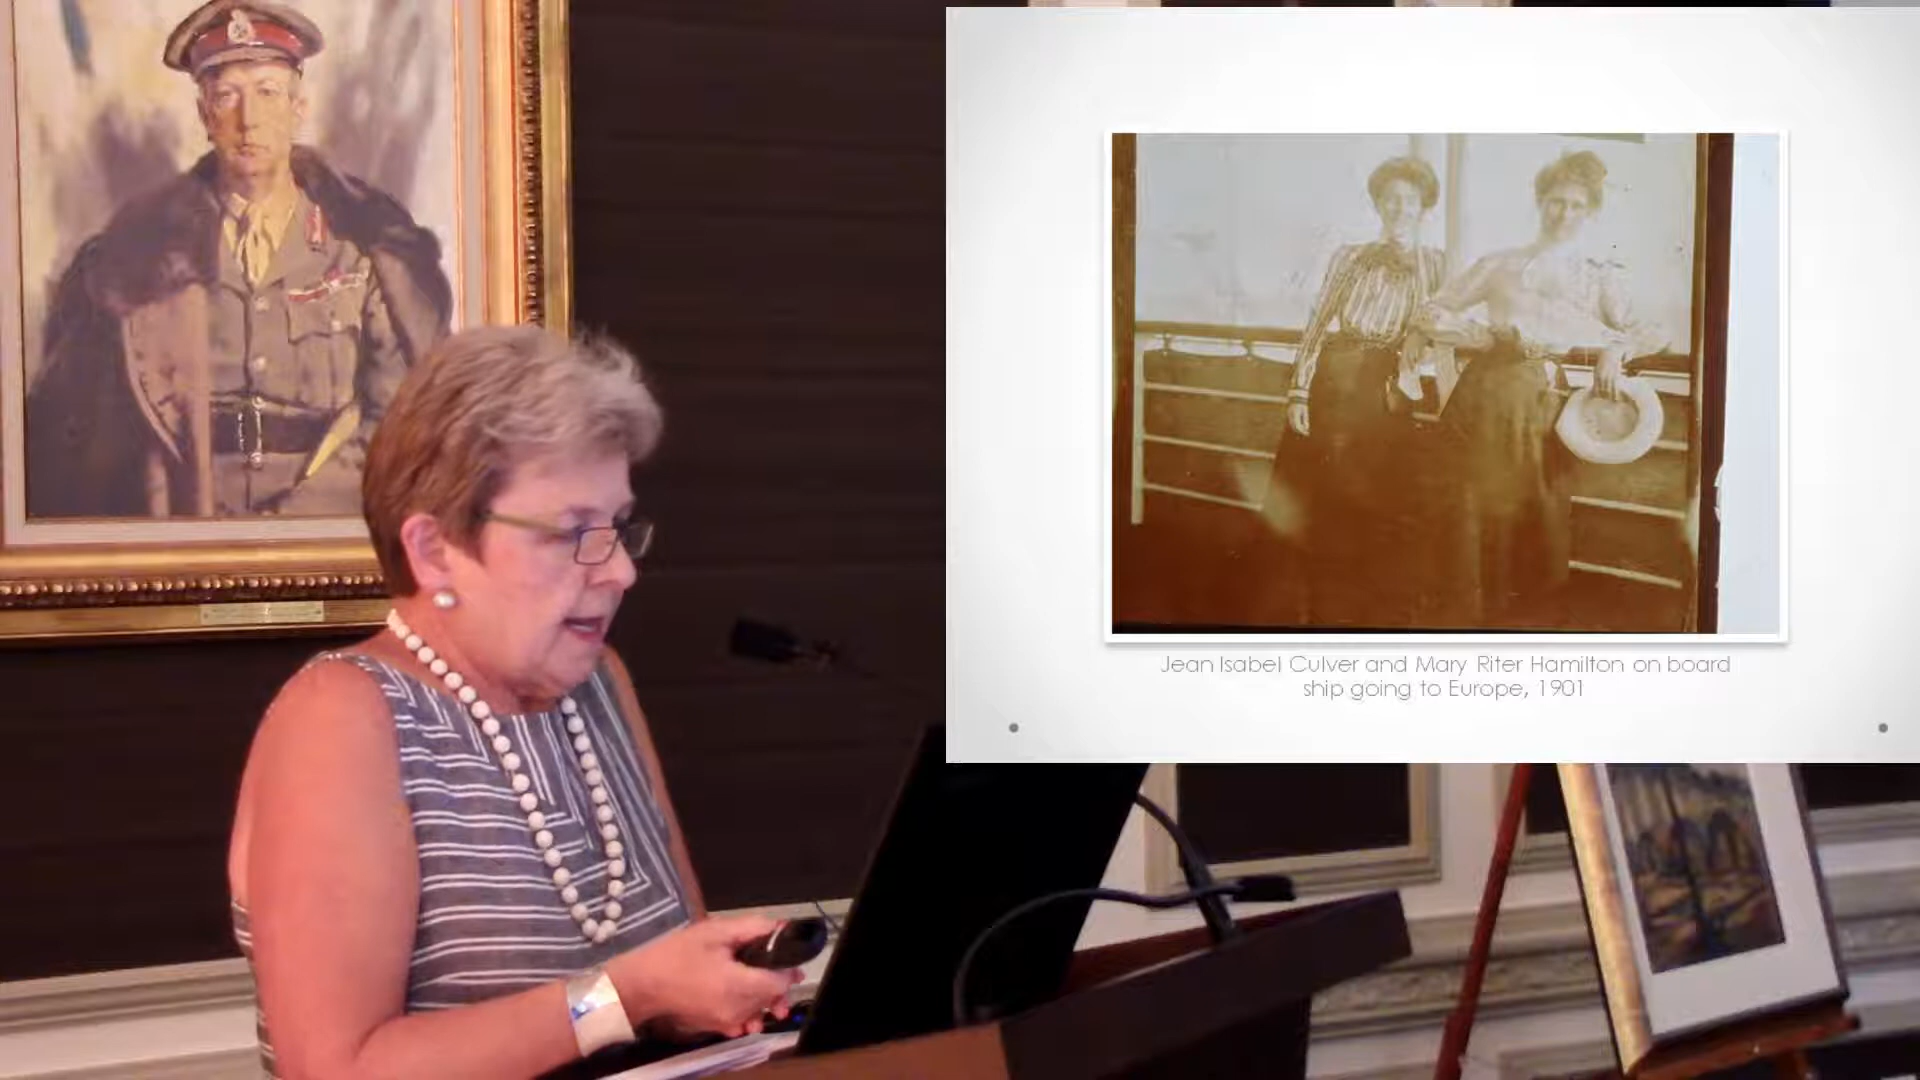 Jean Isabel Culver and Mary Riter Hamilton on board
ship going to Europe, 1901